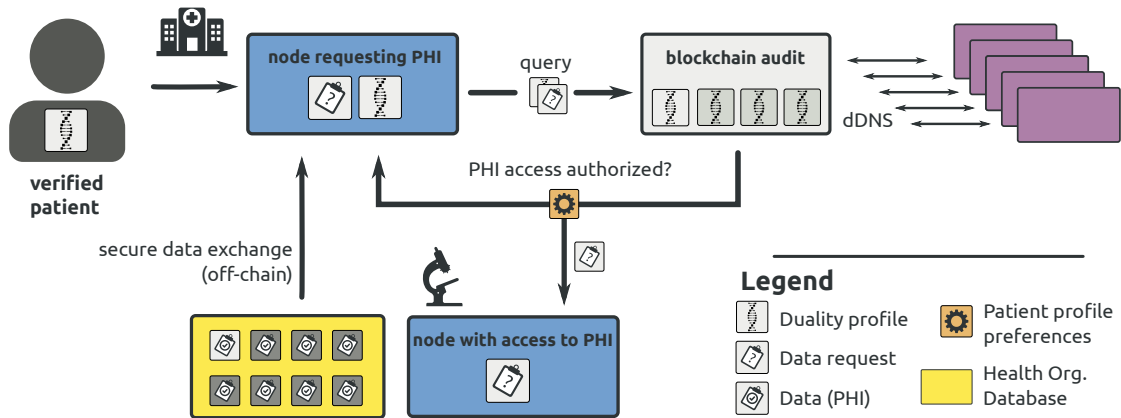 node requesting PHI
query
blockchain audit
dDNS
verified
patient
PHI access authorized?
secure data exchange
(off-chain)
node with access to PHI
Legend
Duality profile
Data request
Data (PHI)
Patient profile
preferences
Health Org.
Database